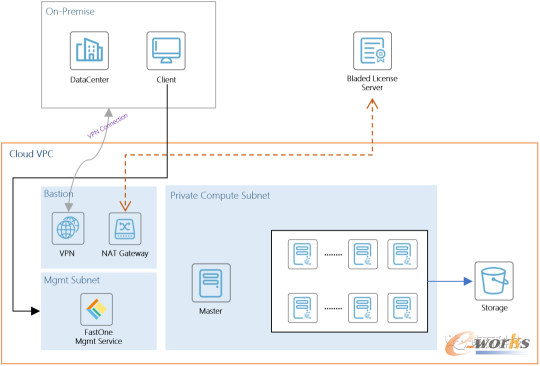 On-Premise
DataCenter
Client
Bladed License
Server
VPN Connection
Cloud VPC
Bastion
VPN
NAT Gateway
Private Compute Subnet
Mgmt Subnet
FastOne
Mgmt Service
Master
........
........
Storage
e-works